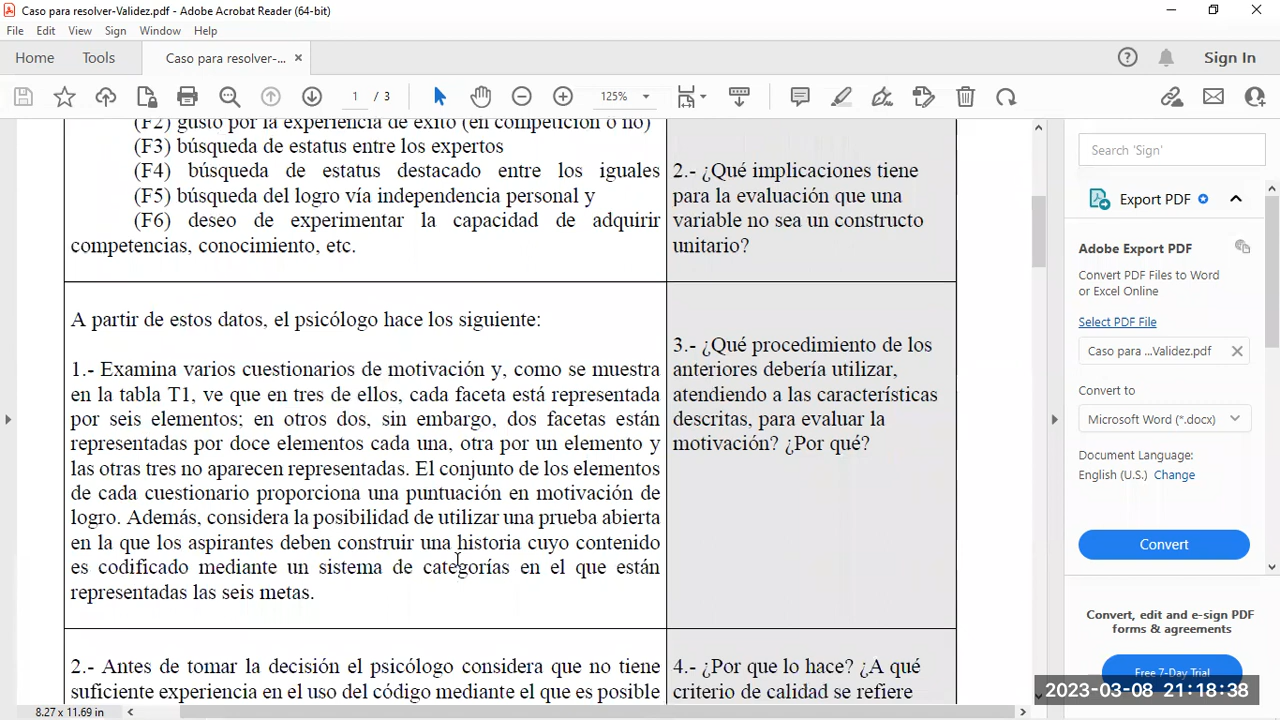 Caso para resolver-Validez.pdf - Adobe Acrobat Reader (64-bit)
File Edit View Sign Window Help
Home Tools Caso para resolver-... × Sign In
1 / 3 125%
(F2) gusto por la experiencia de éxito (en competición o no)
(F3) búsqueda de estatus entre los expertos
(F4) búsqueda de estatus destacado entre los iguales
(F5) búsqueda del logro vía independencia personal y
(F6) deseo de experimentar la capacidad de adquirir
competencias, conocimiento, etc.
2.- ¿Qué implicaciones tiene
para la evaluación que una
variable no sea un constructo
unitario?
A partir de estos datos, el psicólogo hace los siguiente:
1.- Examina varios cuestionarios de motivación y, como se muestra
en la tabla T1, ve que en tres de ellos, cada faceta está representada
por seis elementos; en otros dos, sin embargo, dos facetas están
representadas por doce elementos cada una, otra por un elemento y
las otras tres no aparecen representadas. El conjunto de los elementos
de cada cuestionario proporciona una puntuación en motivación de
logro. Además, considera la posibilidad de utilizar una prueba abierta
en la que los aspirantes deben construir una historia cuyo contenido
es codificado mediante un sistema de categorías en el que están
representadas las seis metas.
3.- ¿Qué procedimiento de los
anteriores debería utilizar,
atendiendo a las características
descritas, para evaluar la
motivación? ¿Por qué?
2.- Antes de tomar la decisión el psicólogo considera que no tiene
suficiente experiencia en el uso del código mediante el que es posible
4.- ¿Por que lo hace? ¿A qué
criterio de calidad se refiere
Search 'Sign'
Export PDF
Adobe Export PDF
Convert PDF Files to Word
or Excel Online
Select PDF File
Caso para ...Validez.pdf
Convert to
Microsoft Word (*.docx)
Document Language:
English (U.S.) Change
Convert
Convert, edit and e-sign PDF
forms & agreements
Free 7-Day Trial
2023-03-08 21:18:38
8.27 x 11.69 in